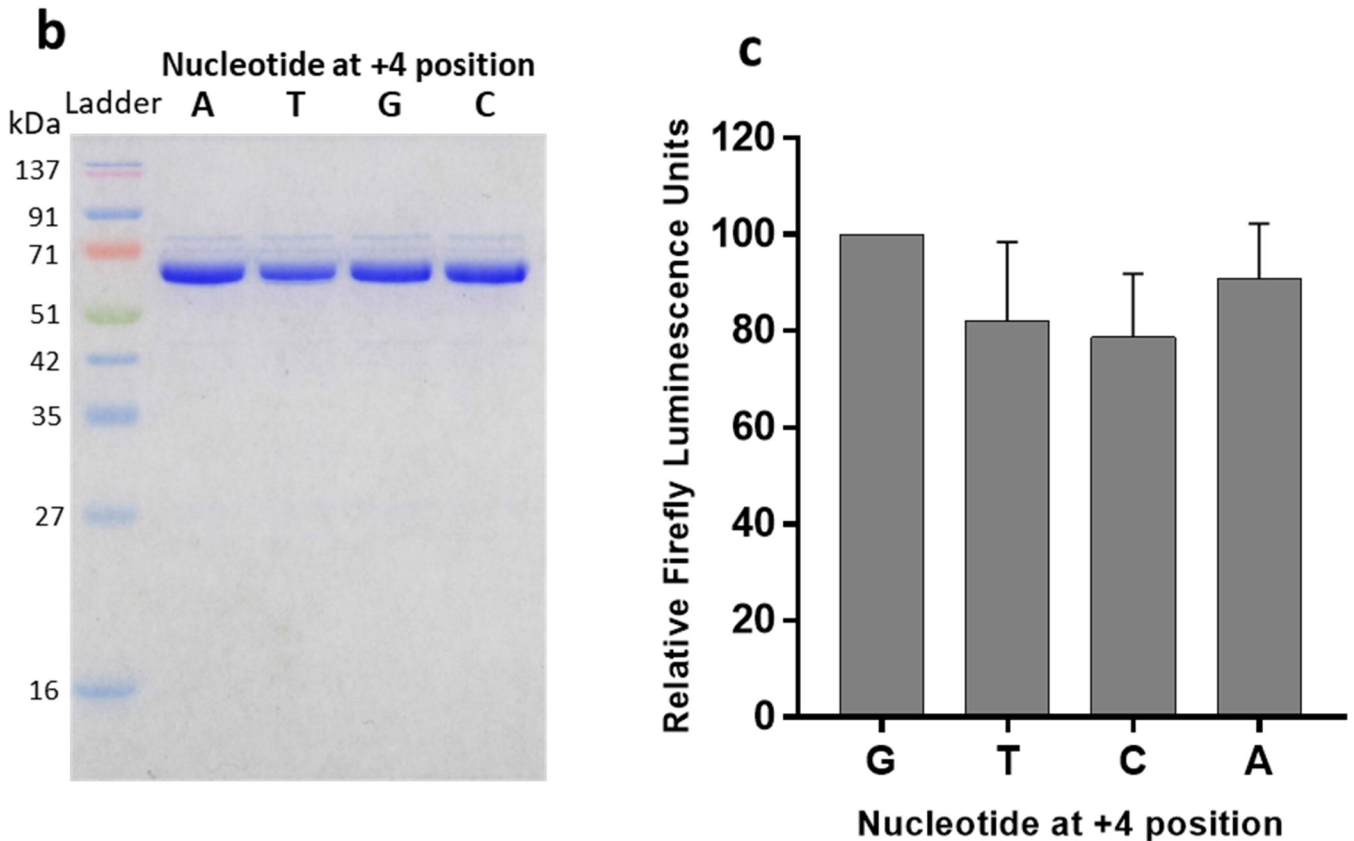 b
Nucleotide at +4 position
Ladder A T G C
kDa
137
91
71
51
42
35
27
16
c
Relative Firefly Luminescence Units
120
100
80
60
40
20
0
G T C A
Nucleotide at +4 position